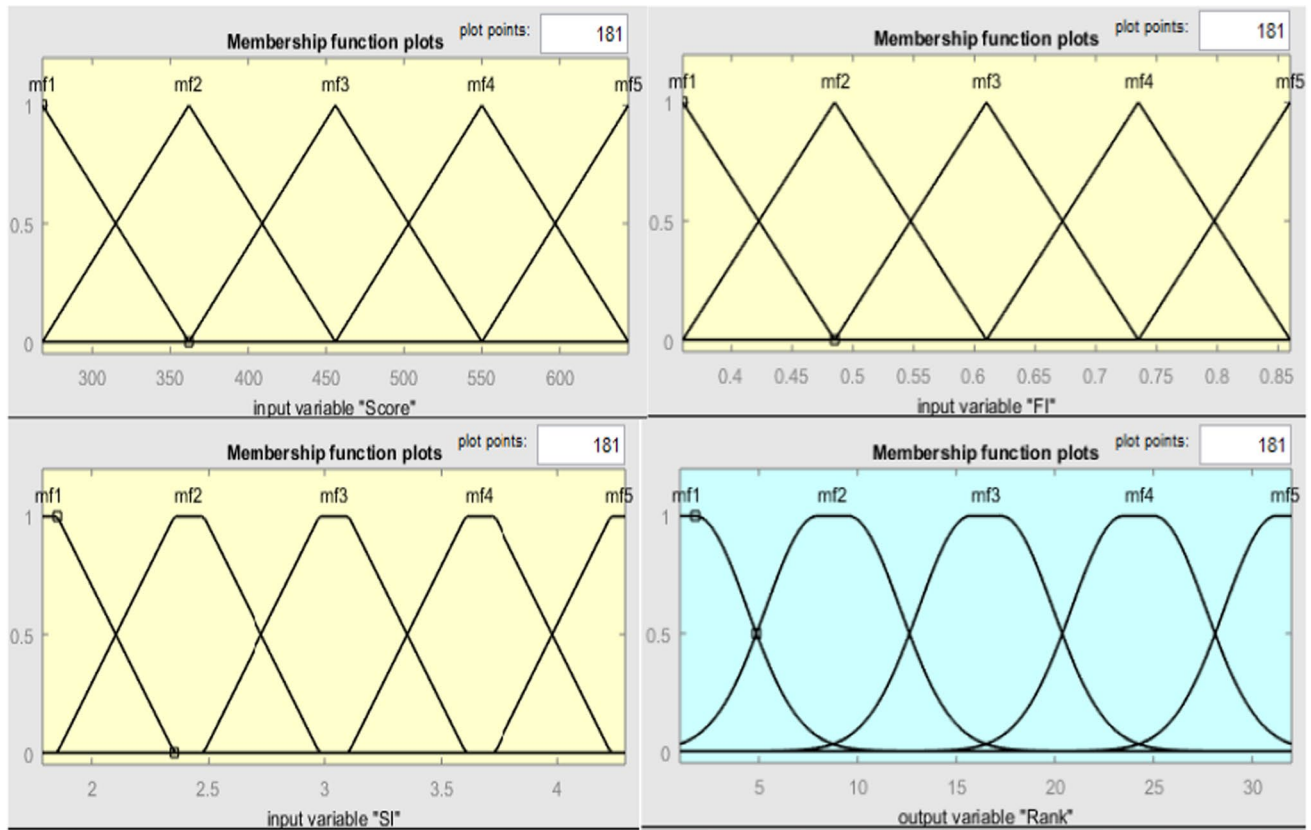 Membership function plots plot points: 181
mf1 mf2 mf3 mf4 mf5
1
0.5
0
300 350 400 450 500 550 600
input variable "Score"
Membership function plots plot points: 181
mf1 mf2 mf3 mf4 mf5
1
0.5
0
0.4 0.45 0.5 0.55 0.6 0.65 0.7 0.75 0.8 0.85
input variable "FI"
Membership function plots plot points: 181
mf1 mf2 mf3 mf4 mf5
1
0.5
0
2 2.5 3 3.5 4
input variable "SI"
Membership function plots plot points: 181
mf1 mf2 mf3 mf4 mf5
1
0.5
0
5 10 15 20 25 30
output variable "Rank"